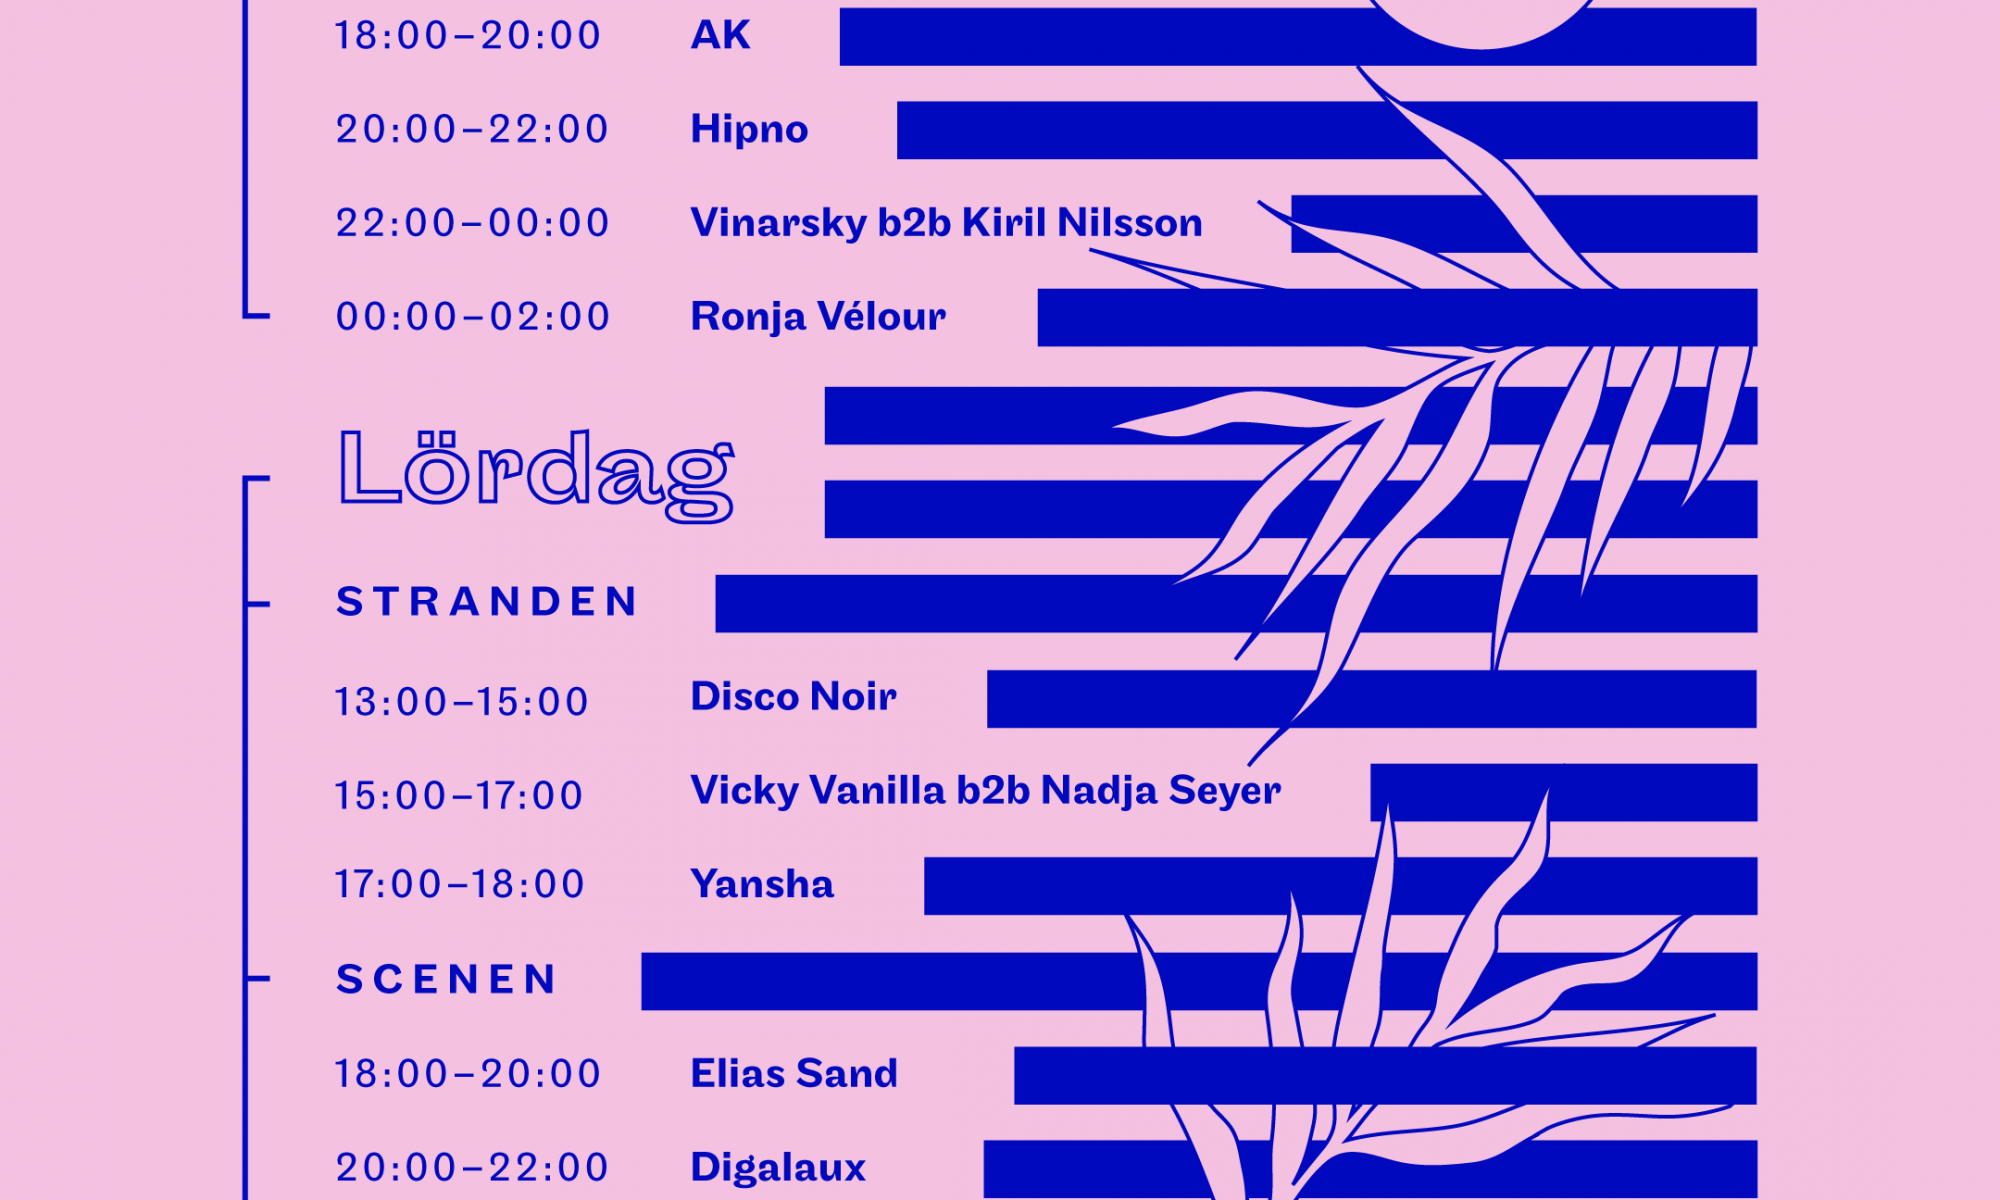 18:00–20:00 AK
20:00–22:00 Hipno
22:00–00:00 Vinarsky b2b Kiril Nilsson
00:00–02:00 Ronja Vélour
Lördag
STRANDEN
13:00–15:00 Disco Noir
15:00–17:00 Vicky Vanilla b2b Nadja Seyer
17:00–18:00 Yansha
SCENEN
18:00–20:00 Elias Sand
20:00–22:00 Digalaux